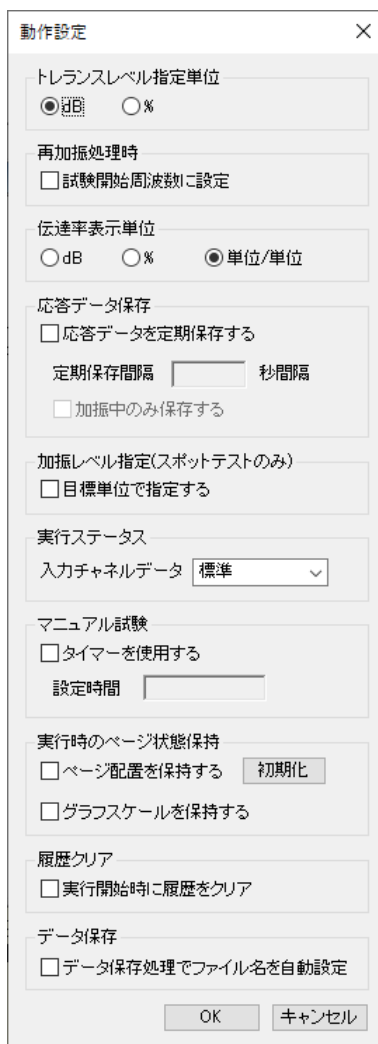 動作設定
トレランスレベル指定単位
dB %
再加振処理時
試験開始周波数に設定
伝達率表示単位
dB % 単位/単位
応答データ保存
応答データを定期保存する
定期保存間隔 秒間隔
加振中のみ保存する
加振レベル指定(スポットテストのみ)
目標単位で指定する
実行ステータス
入力チャネルデータ 標準
マニュアル試験
タイマーを使用する
設定時間
実行時のページ状態保持
ページ配置を保持する 初期化
グラフスケールを保持する
履歴クリア
実行開始時に履歴をクリア
データ保存
データ保存処理でファイル名を自動設定
OK キャンセル